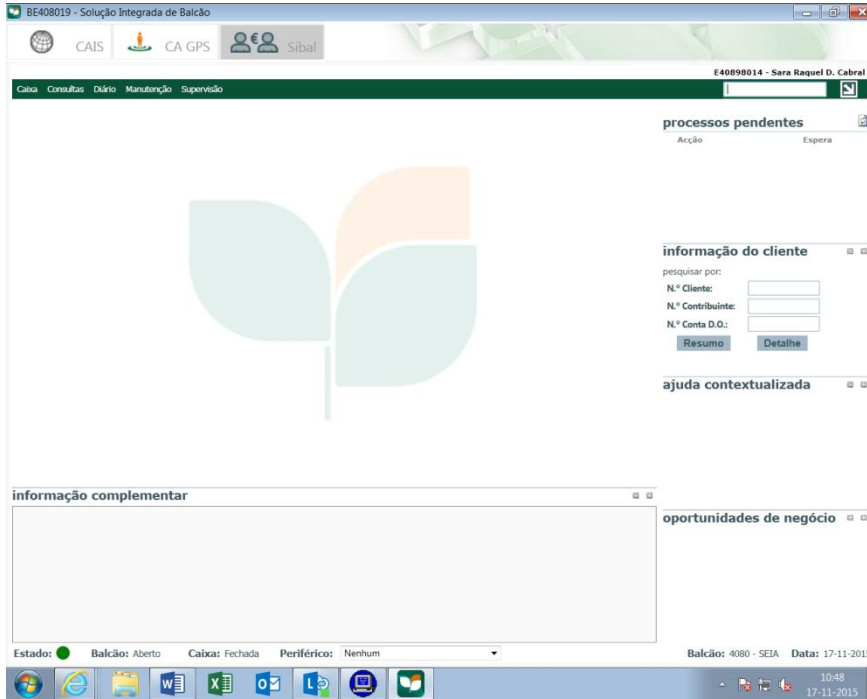 BE408019 - Solução Integrada de Balcão
CAIS CA GPS Sibal
E40898014 - Sara Raquel D. Cabral
Caixa Consultas Diário Manutenção Supervisão
processos pendentes
Acção Espera
informação do cliente
pesquisar por:
N.º Cliente:
N.º Contribuinte:
N.º Conta D.O.:
Resumo Detalhe
ajuda contextualizada
informação complementar
oportunidades de negócio
Estado: Balcão: Aberto Caixa: Fechada Periférico: Nenhum Balcão: 4080 - SEIA Data: 17-11-201
10:48
17-11-2015